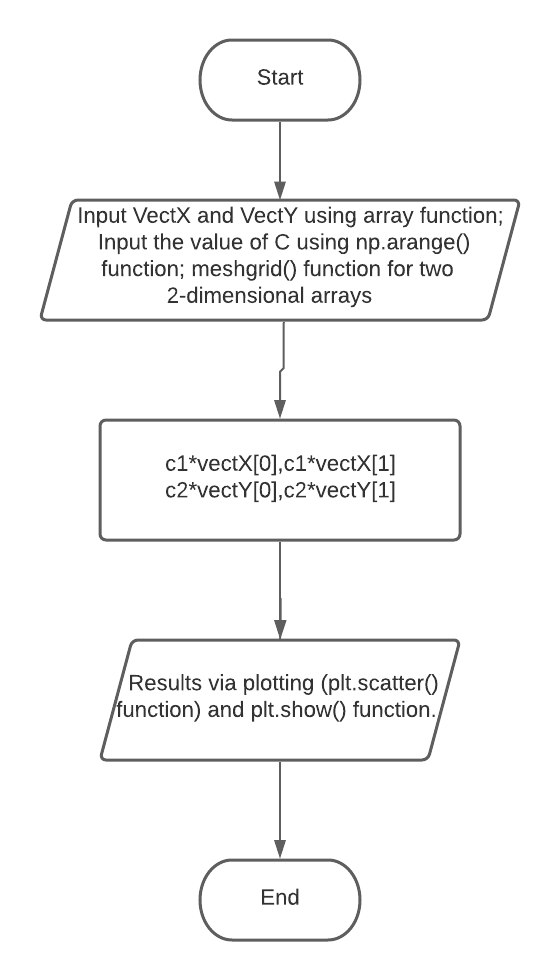 Start
Input VectX and VectY using array function;
Input the value of C using np.arange()
function; meshgrid() function for two
2-dimensional arrays
c1*vectX[0],c1*vectX[1]
c2*vectY[0],c2*vectY[1]
Results via plotting (plt.scatter()
function) and plt.show() function.
End